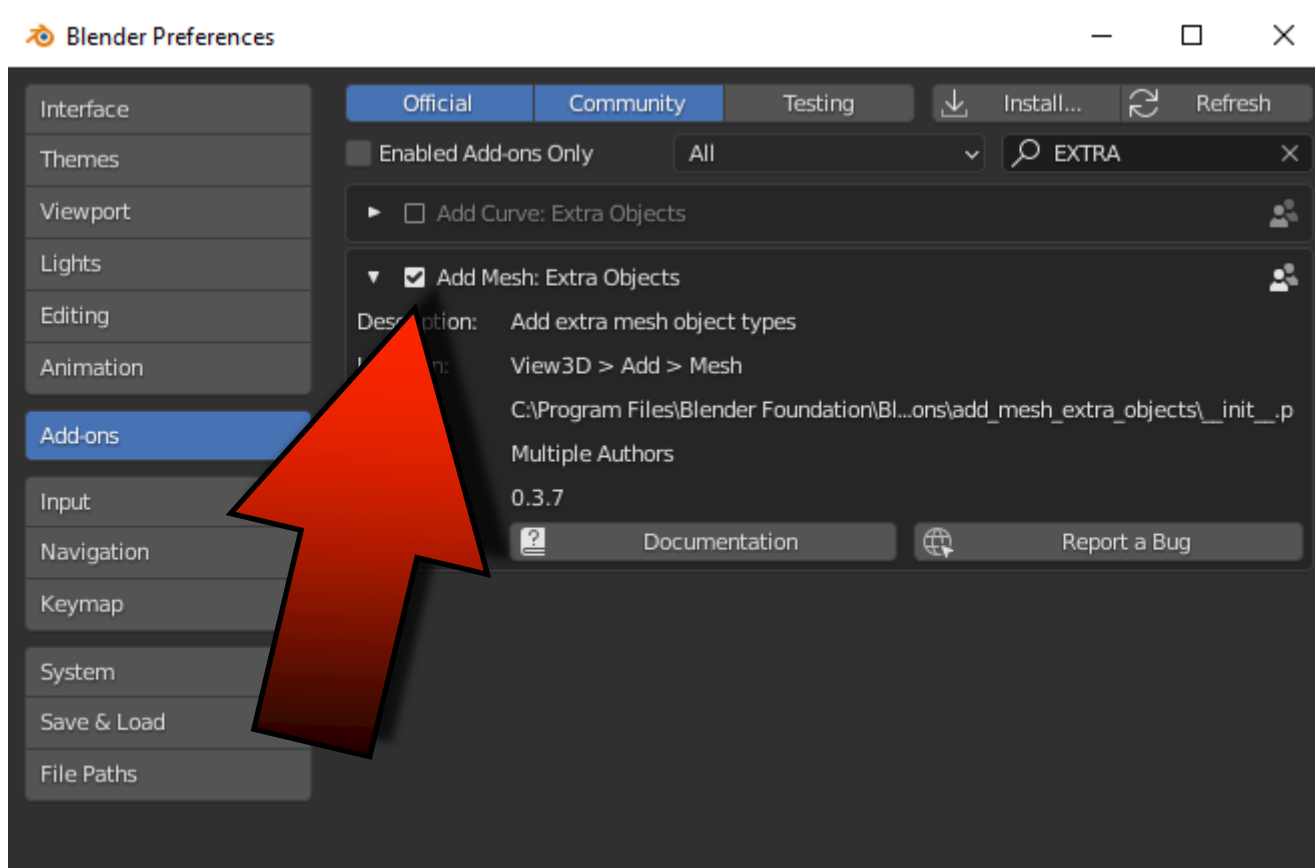 Blender Preferences
Interface
Themes
Viewport
Lights
Editing
Animation
Add-ons
Input
Navigation
Keymap
System
Save & Load
File Paths
Official Community Testing Install... Refresh
Enabled Add-ons Only All EXTRA
Add Curve: Extra Objects
Add Mesh: Extra Objects
Description: Add extra mesh object types
View3D > Add > Mesh
C:\Program Files\Blender Foundation\Bl...ons\add_mesh_extra_objects\__init__.p
Multiple Authors
0.3.7
Documentation Report a Bug